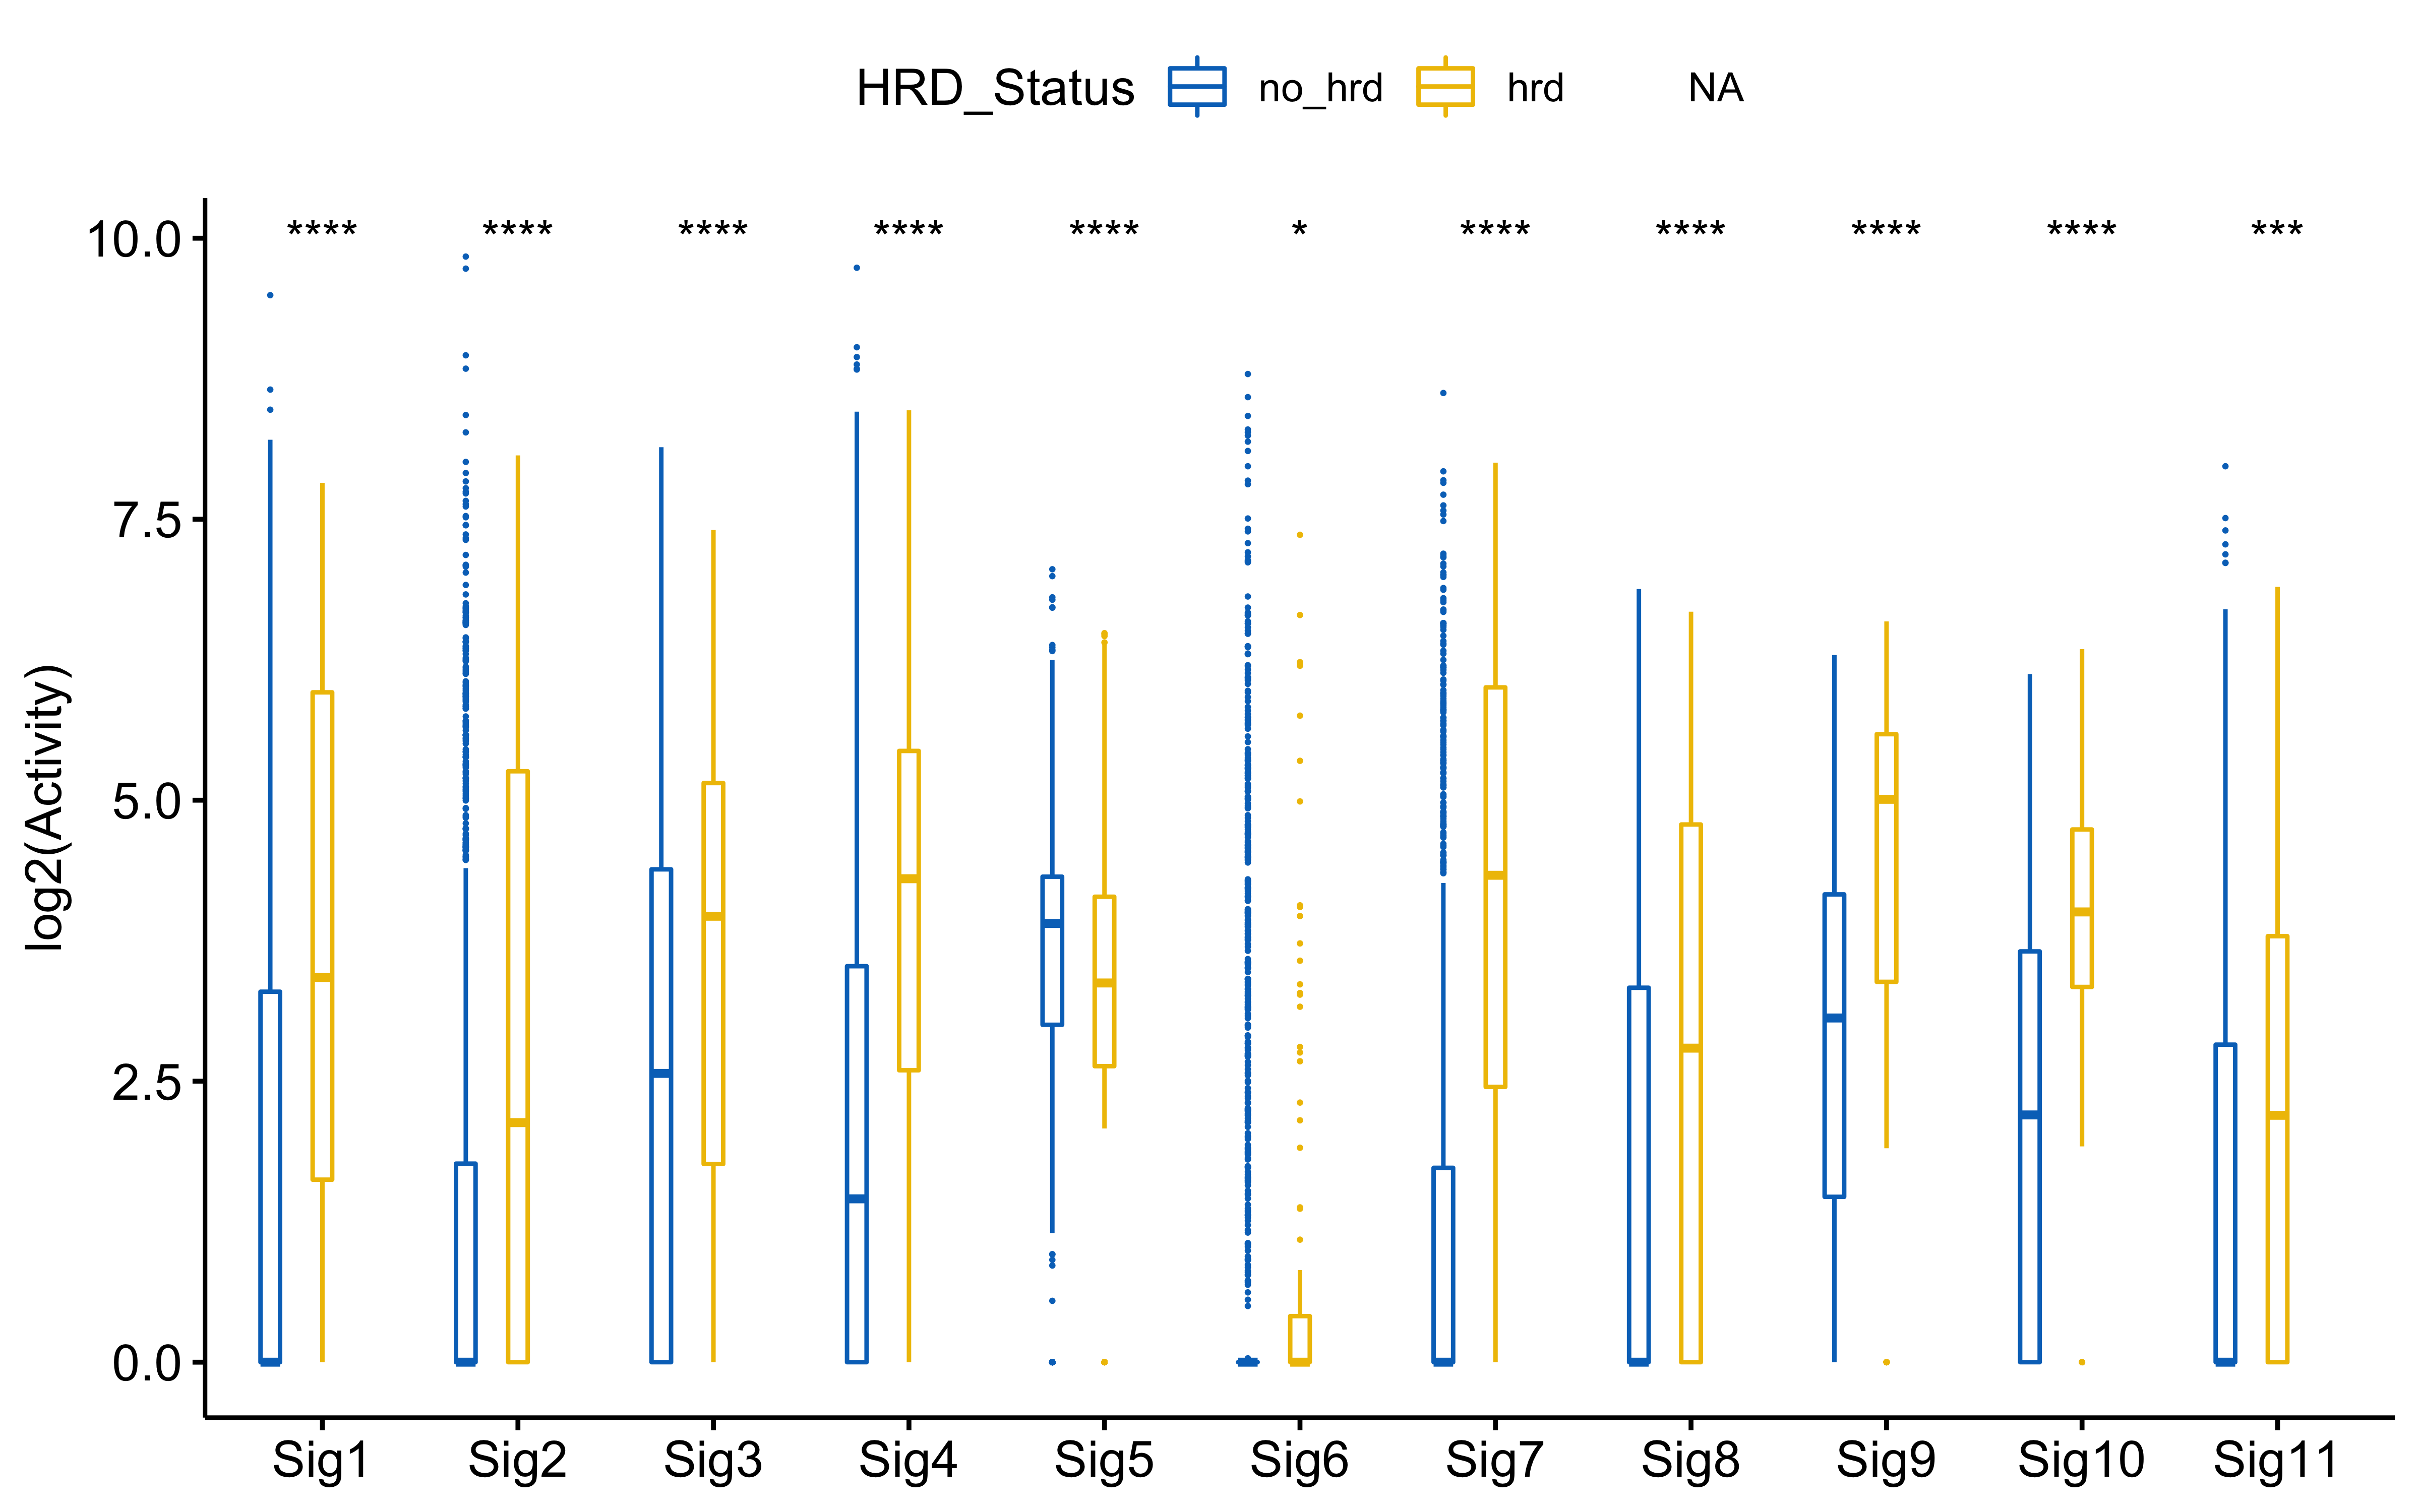 HRD_Status no_hrd hrd NA
**** **** **** **** **** * **** **** **** **** ***
10.0
7.5
5.0
2.5
0.0
log2(Activity)
Sig1 Sig2 Sig3 Sig4 Sig5 Sig6 Sig7 Sig8 Sig9 Sig10 Sig11